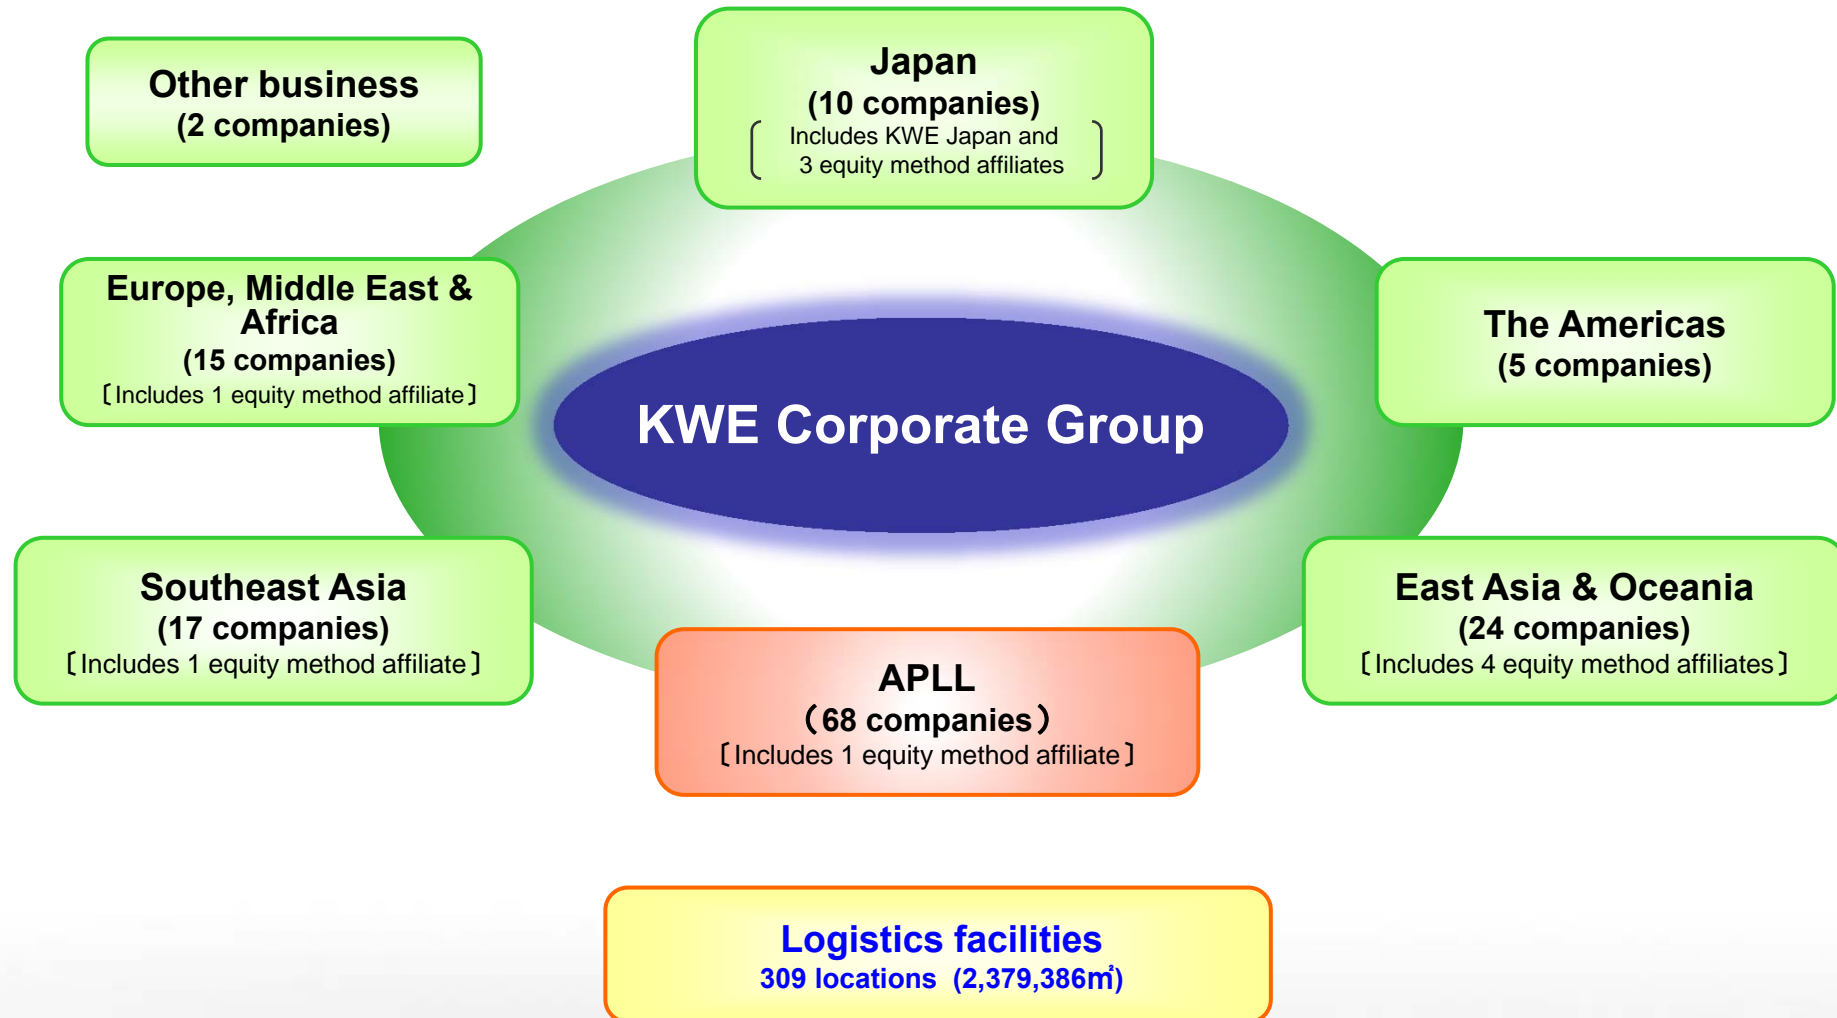 Other business
(2 companies)
Japan
(10 companies)
Includes KWE Japan and
3 equity method affiliates
Europe, Middle East &
Africa
(15 companies)
〔Includes 1 equity method affiliate〕
The Americas
(5 companies)
KWE Corporate Group
Southeast Asia
(17 companies)
〔Includes 1 equity method affiliate〕
East Asia & Oceania
(24 companies)
〔Includes 4 equity method affiliates〕
APLL
（68 companies）
〔Includes 1 equity method affiliate〕
Logistics facilities
309 locations (2,379,386㎡)